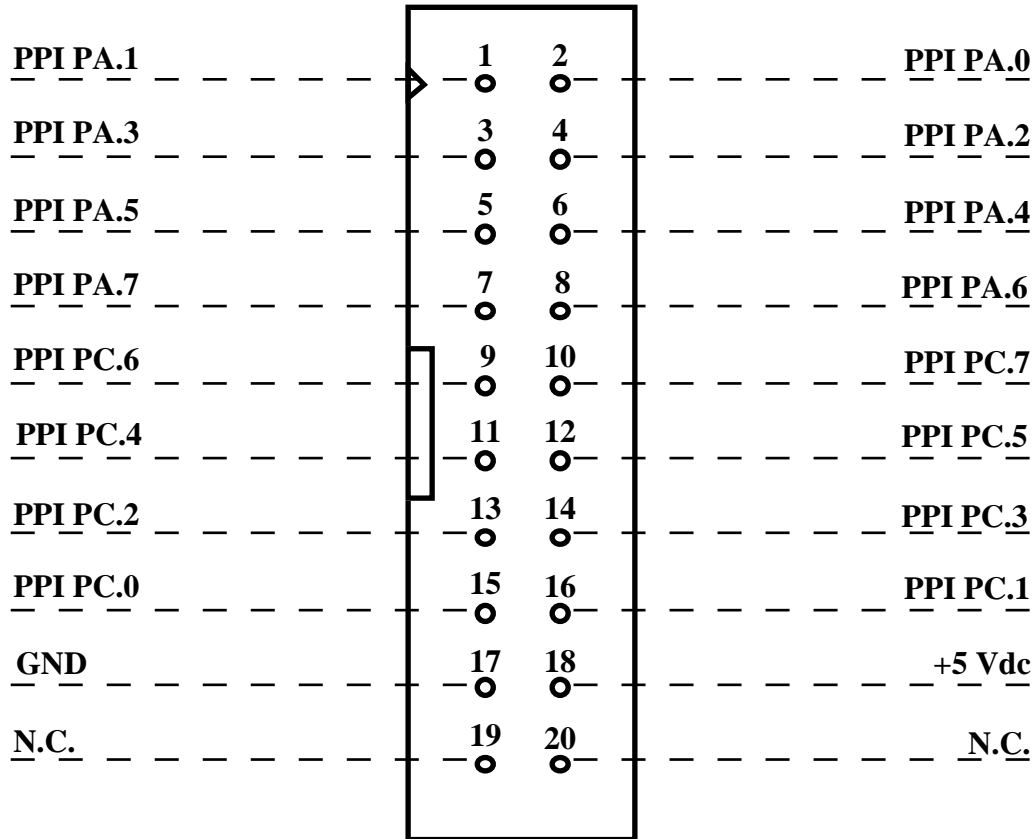 PPI PA.1 1 2 PPI PA.0
PPI PA.3 3 4 PPI PA.2
PPI PA.5 5 6 PPI PA.4
PPI PA.7 7 8 PPI PA.6
PPI PC.6 9 10 PPI PC.7
PPI PC.4 11 12 PPI PC.5
PPI PC.2 13 14 PPI PC.3
PPI PC.0 15 16 PPI PC.1
GND 17 18 +5 Vdc
N.C. 19 20 N.C.